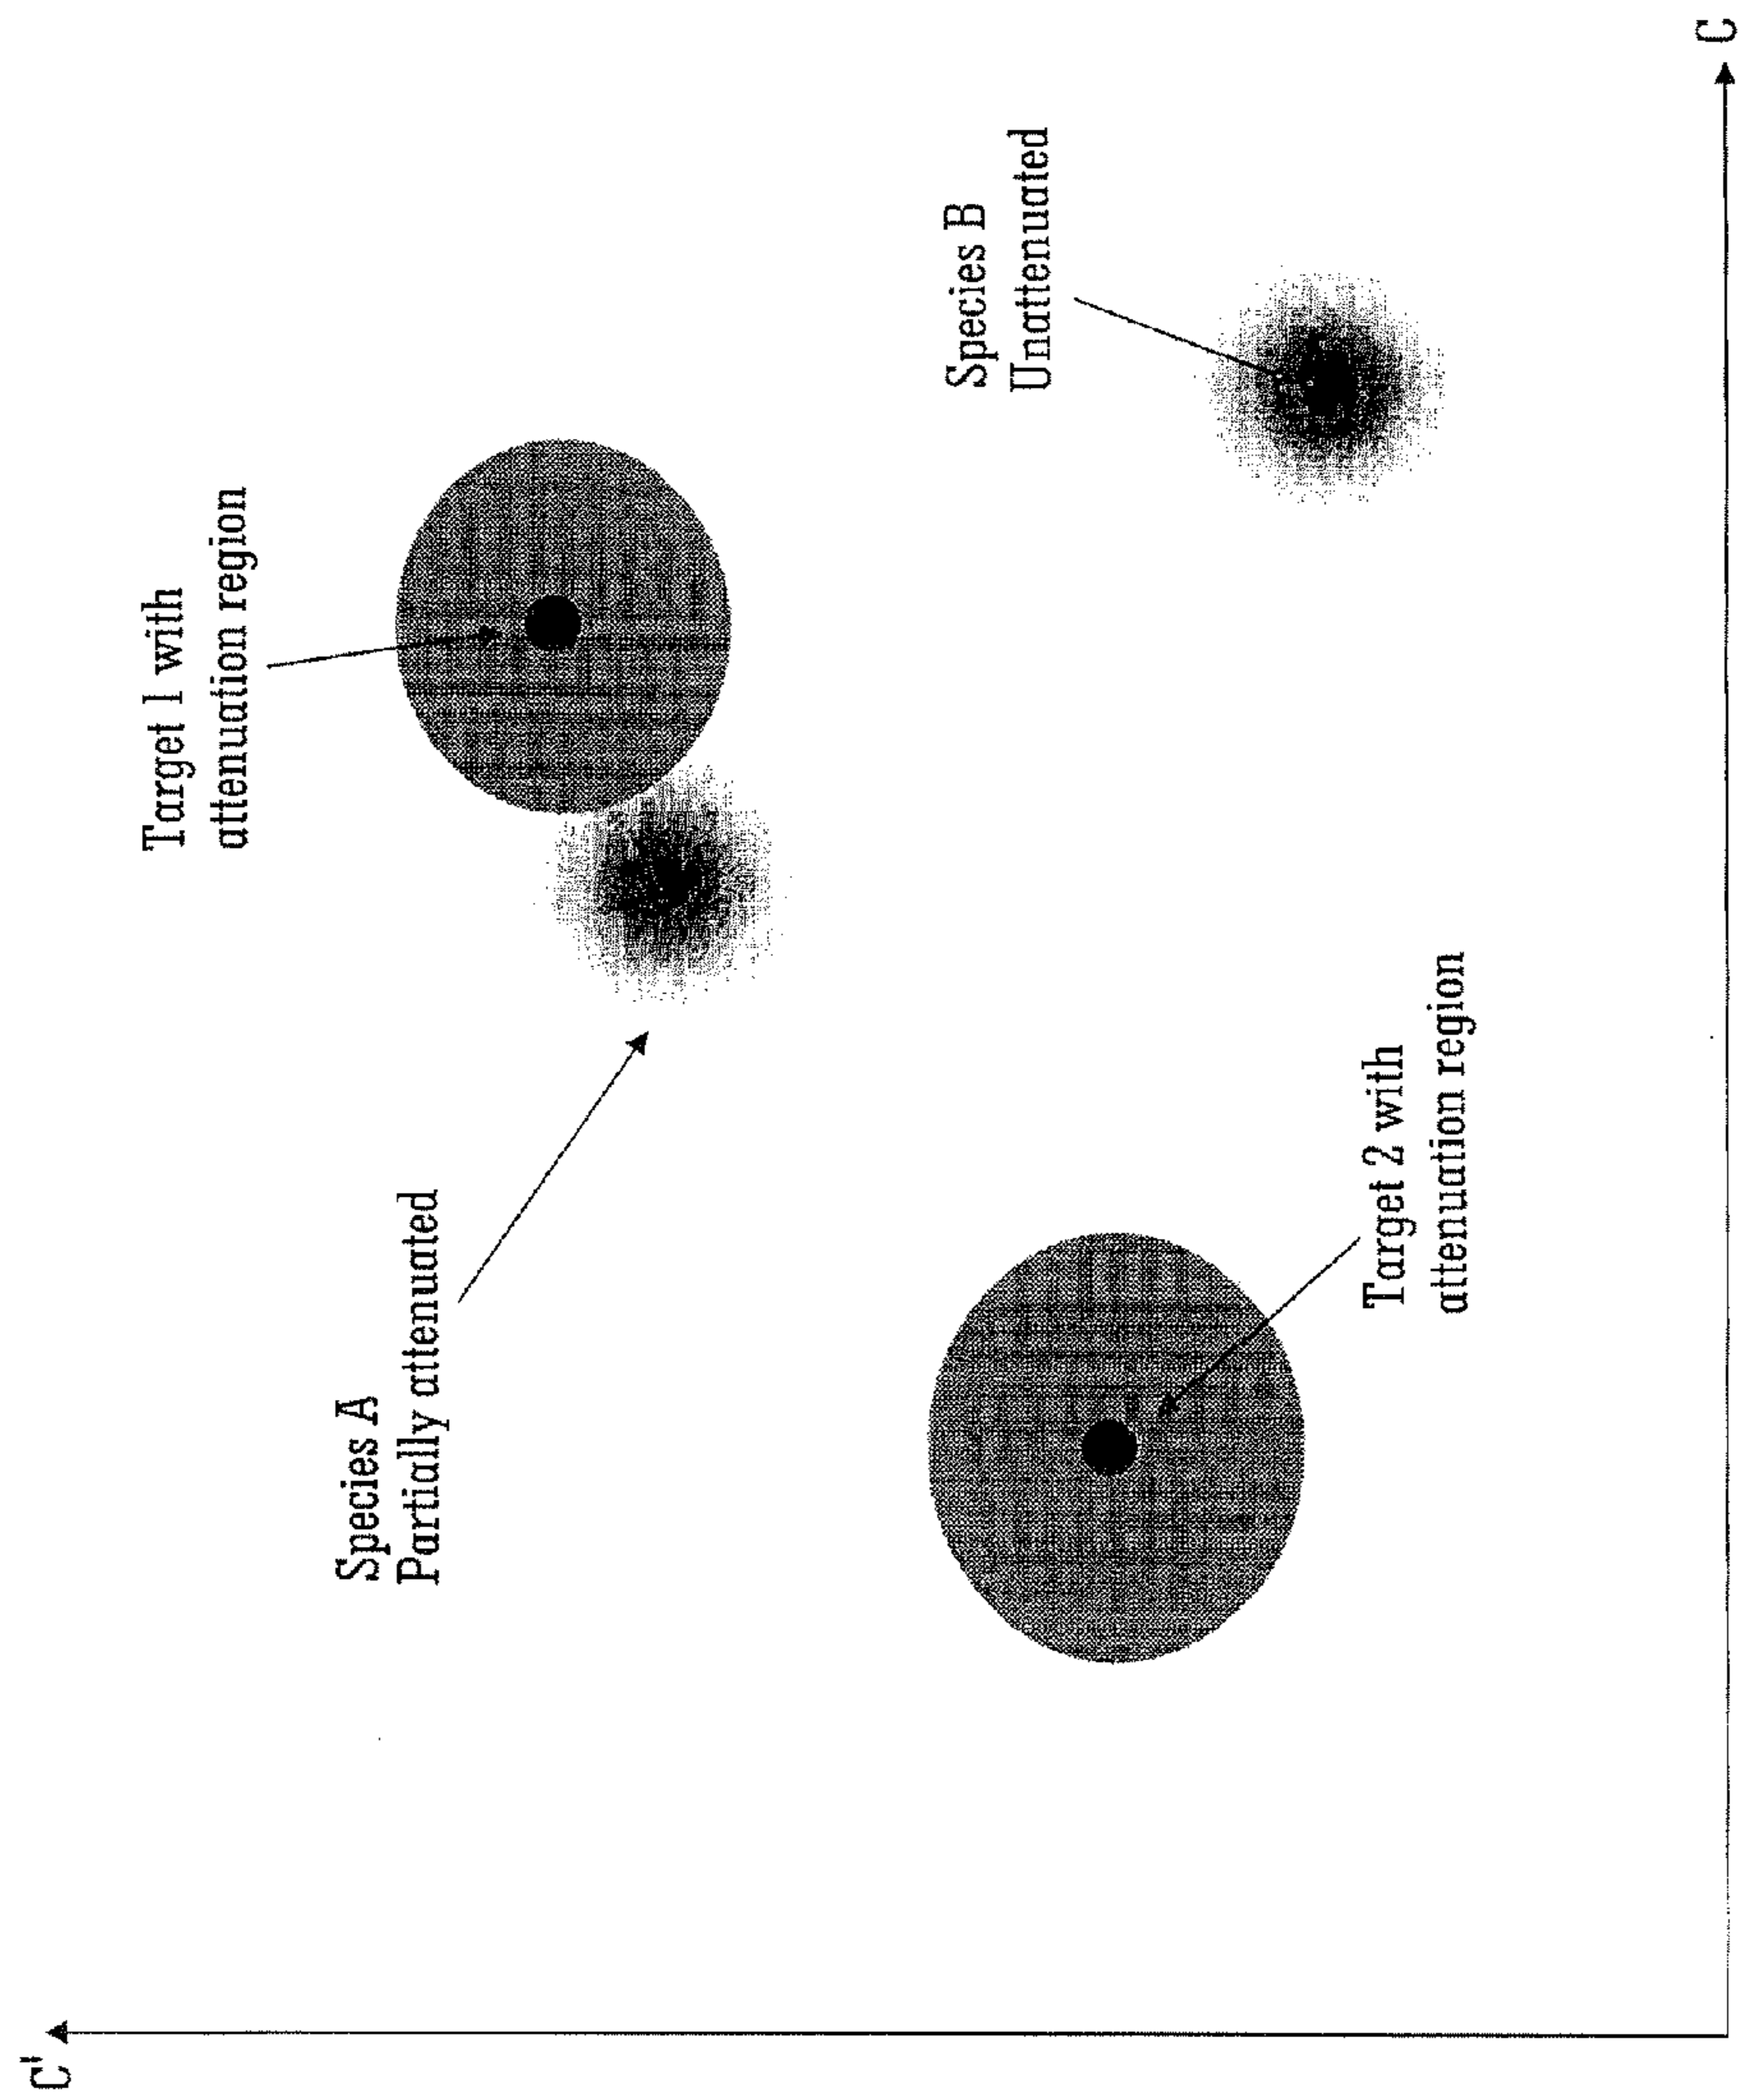 C'
Target 1 with
attenuation region
Species A
Partially attenuated
Species B
Unattenuated
Target 2 with
attenuation region
C